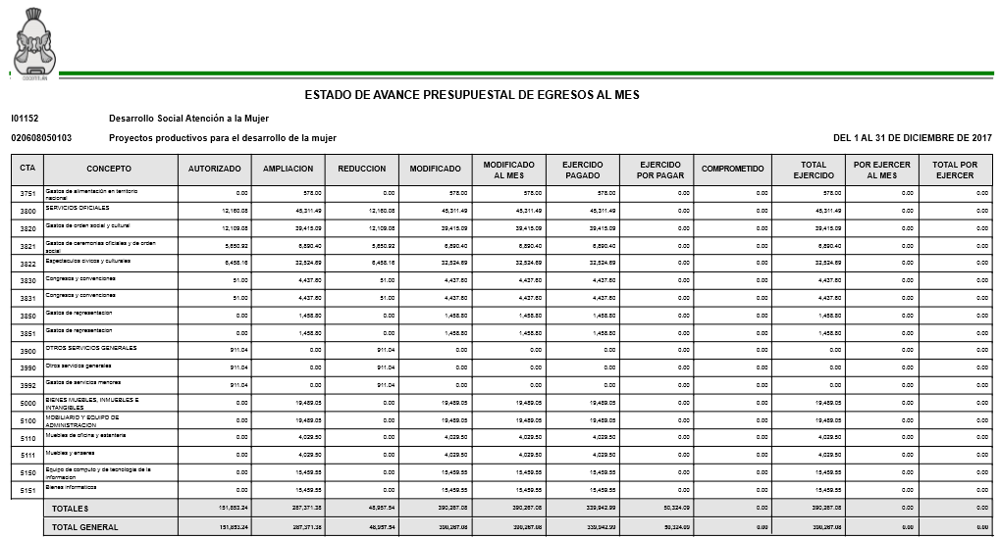 COCOTITLÁN
ESTADO DE AVANCE PRESUPUESTAL DE EGRESOS AL MES
I01152 Desarrollo Social Atención a la Mujer
020608050103 Proyectos productivos para el desarrollo de la mujer DEL 1 AL 31 DE DICIEMBRE DE 2017
CTA CONCEPTO AUTORIZADO AMPLIACION REDUCCION MODIFICADO MODIFICADO AL MES EJERCIDO PAGADO EJERCIDO POR PAGAR COMPROMETIDO TOTAL EJERCIDO POR EJERCER AL MES TOTAL POR EJERCER
3751 Gastos de alimentación en territorio nacional 0.00 578.00 0.00 578.00 578.00 578.00 0.00 0.00 578.00 0.00 0.00
3800 SERVICIOS OFICIALES 12,160.08 45,311.49 12,160.08 45,311.49 45,311.49 45,311.49 0.00 0.00 45,311.49 0.00 0.00
3820 Gastos de orden social y cultural 12,109.08 39,415.09 12,109.08 39,415.09 39,415.09 39,415.09 0.00 0.00 39,415.09 0.00 0.00
3821 Gastos de ceremonias oficiales y de orden social 5,650.92 6,890.40 5,650.92 6,890.40 6,890.40 6,890.40 0.00 0.00 6,890.40 0.00 0.00
3822 Espectaculos civicos y culturales 6,458.16 32,524.69 6,458.16 32,524.69 32,524.69 32,524.69 0.00 0.00 32,524.69 0.00 0.00
3830 Congresos y convenciones 51.00 4,437.60 51.00 4,437.60 4,437.60 4,437.60 0.00 0.00 4,437.60 0.00 0.00
3831 Congresos y convenciones 51.00 4,437.60 51.00 4,437.60 4,437.60 4,437.60 0.00 0.00 4,437.60 0.00 0.00
3850 Gastos de representacion 0.00 1,458.80 0.00 1,458.80 1,458.80 1,458.80 0.00 0.00 1,458.80 0.00 0.00
3851 Gastos de representacion 0.00 1,458.80 0.00 1,458.80 1,458.80 1,458.80 0.00 0.00 1,458.80 0.00 0.00
3900 OTROS SERVICIOS GENERALES 911.04 0.00 911.04 0.00 0.00 0.00 0.00 0.00 0.00 0.00 0.00
3990 Otros servicios generales 911.04 0.00 911.04 0.00 0.00 0.00 0.00 0.00 0.00 0.00 0.00
3992 Gastos de servicios menores 911.04 0.00 911.04 0.00 0.00 0.00 0.00 0.00 0.00 0.00 0.00
5000 BIENES MUEBLES, INMUEBLES E INTANGIBLES 0.00 19,489.05 0.00 19,489.05 19,489.05 19,489.05 0.00 0.00 19,489.05 0.00 0.00
5100 MOBILIARIO Y EQUIPO DE ADMINISTRACION 0.00 19,489.05 0.00 19,489.05 19,489.05 19,489.05 0.00 0.00 19,489.05 0.00 0.00
5110 Muebles de oficina y estanteria 0.00 4,029.50 0.00 4,029.50 4,029.50 4,029.50 0.00 0.00 4,029.50 0.00 0.00
5111 Muebles y enseres 0.00 4,029.50 0.00 4,029.50 4,029.50 4,029.50 0.00 0.00 4,029.50 0.00 0.00
5150 Equipo de computo y de tecnologia de la informacion 0.00 15,459.55 0.00 15,459.55 15,459.55 15,459.55 0.00 0.00 15,459.55 0.00 0.00
5151 Bienes informaticos 0.00 15,459.55 0.00 15,459.55 15,459.55 15,459.55 0.00 0.00 15,459.55 0.00 0.00
TOTALES 151,853.24 287,371.38 48,957.54 390,267.08 390,267.08 339,942.99 50,324.09 0.00 390,267.08 0.00 0.00
TOTAL GENERAL 151,853.24 287,371.38 48,957.54 390,267.08 390,267.08 339,942.99 50,324.09 0.00 390,267.08 0.00 0.00